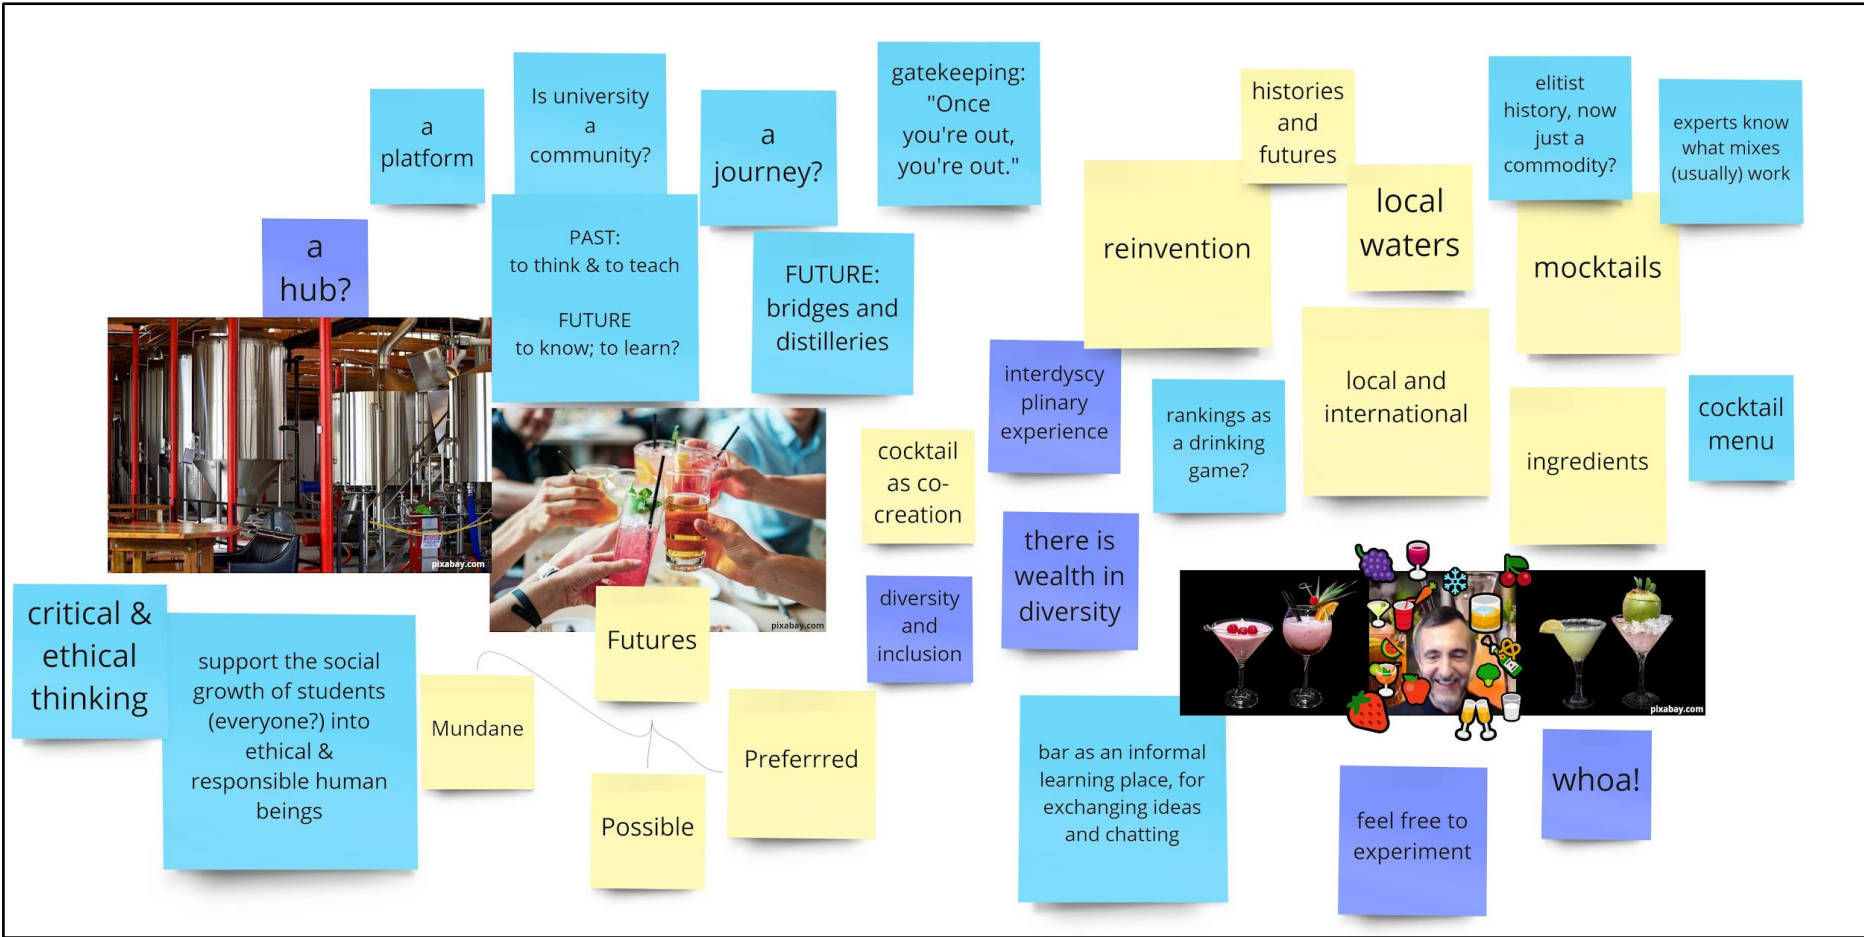 a
platform
Is university
a
community?
a
journey?
gatekeeping:
"Once
you're out,
you're out."
a
hub?
PAST:
to think & to teach
FUTURE
to know; to learn?
FUTURE:
bridges and
distilleries
histories
and
futures
elitist
history, now
just a
commodity?
experts know
what mixes
(usually) work
reinvention
local
waters
mocktails
interdyscy
plinary
experience
rankings as
a drinking
game?
local and
international
ingredients
cocktail
menu
cocktail
as co-
creation
there is
wealth in
diversity
diversity
and
inclusion
pixabay.com
pixabay.com
critical &
ethical
thinking
support the social
growth of students
(everyone?) into
ethical &
responsible human
beings
Futures
Mundane
Possible
Preferrred
pixabay.com
bar as an informal
learning place, for
exchanging ideas
and chatting
feel free to
experiment
whoa!